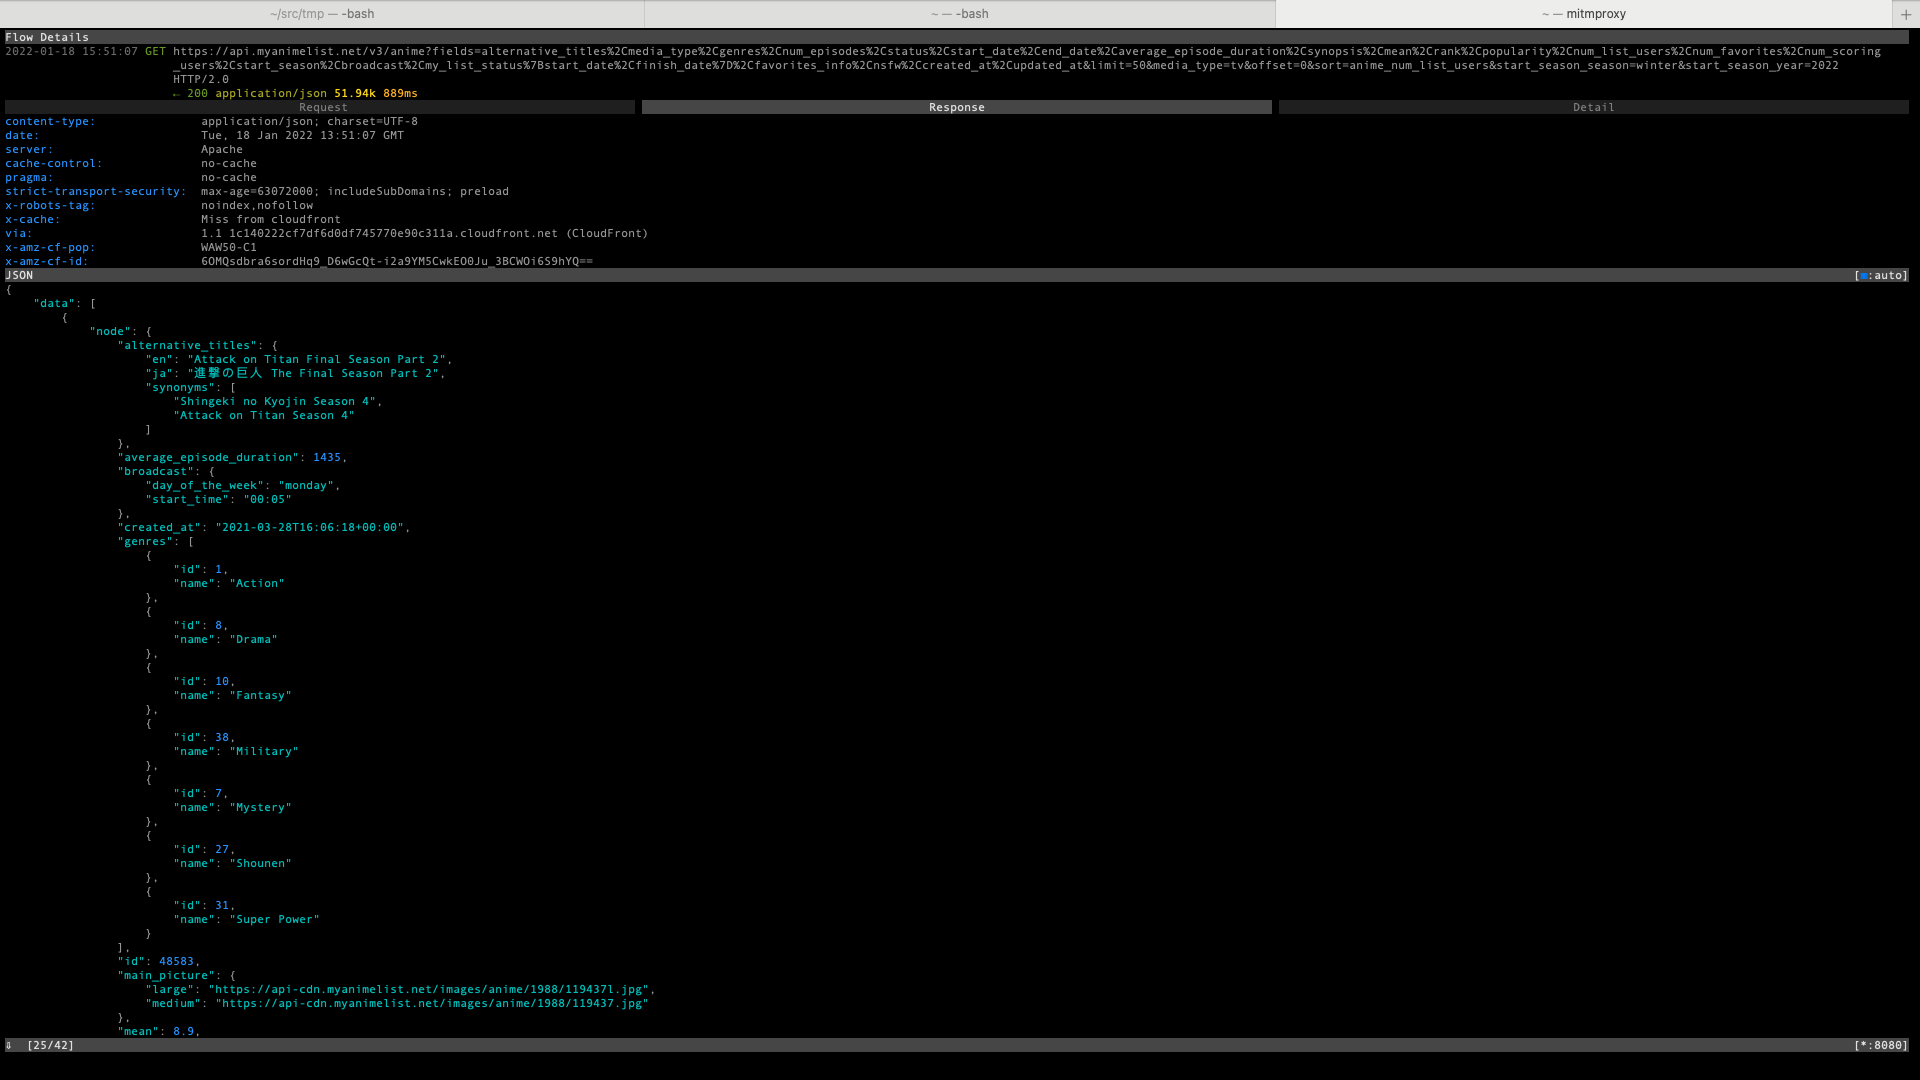 ~/src/tmp — -bash
~ — -bash
~ — mitmproxy
+
Flow Details
2022-01-18 15:51:07 GET https://api.myanimelist.net/v3/anime?fields=alternative_titles%2Cmedia_type%2Cgenres%2Cnum_episodes%2Cstatus%2Cstart_date%2Cend_date%2Caverage_episode_duration%2Csynopsis%2Cmean%2Crank%2Cpopularity%2Cnum_list_users%2Cnum_favorites%2Cnum_scoring
_users%2Cstart_season%2Cbroadcast%2Cmy_list_status%7Bstart_date%2Cfinish_date%7D%2Cfavorites_info%2Cnsfw%2Ccreated_at%2Cupdated_at&limit=50&media_type=tv&offset=0&sort=anime_num_list_users&start_season_season=winter&start_season_year=2022
HTTP/2.0
← 200 application/json 51.94k 889ms
Request Response Detail
content-type: application/json; charset=UTF-8
date: Tue, 18 Jan 2022 13:51:07 GMT
server: Apache
cache-control: no-cache
pragma: no-cache
strict-transport-security: max-age=63072000; includeSubDomains; preload
x-robots-tag: noindex,nofollow
x-cache: Miss from cloudfront
via: 1.1 1c140222cf7df6d0df745770e90c311a.cloudfront.net (CloudFront)
x-amz-cf-pop: WAW50-C1
x-amz-cf-id: 6OMQsdbra6sordHq9_D6wGcQt-i2a9YM5CwkEO0Ju_3BCWOi6S9hYQ==
JSON [m:auto]
{
"data": [
{
"node": {
"alternative_titles": {
"en": "Attack on Titan Final Season Part 2",
"ja": "進撃の巨人 The Final Season Part 2",
"synonyms": [
"Shingeki no Kyojin Season 4",
"Attack on Titan Season 4"
]
},
"average_episode_duration": 1435,
"broadcast": {
"day_of_the_week": "monday",
"start_time": "00:05"
},
"created_at": "2021-03-28T16:06:18+00:00",
"genres": [
{
"id": 1,
"name": "Action"
},
{
"id": 8,
"name": "Drama"
},
{
"id": 10,
"name": "Fantasy"
},
{
"id": 38,
"name": "Military"
},
{
"id": 7,
"name": "Mystery"
},
{
"id": 27,
"name": "Shounen"
},
{
"id": 31,
"name": "Super Power"
}
],
"id": 48583,
"main_picture": {
"large": "https://api-cdn.myanimelist.net/images/anime/1988/119437l.jpg",
"medium": "https://api-cdn.myanimelist.net/images/anime/1988/119437.jpg"
},
"mean": 8.9,
⇩ [25/42] [*:8080]